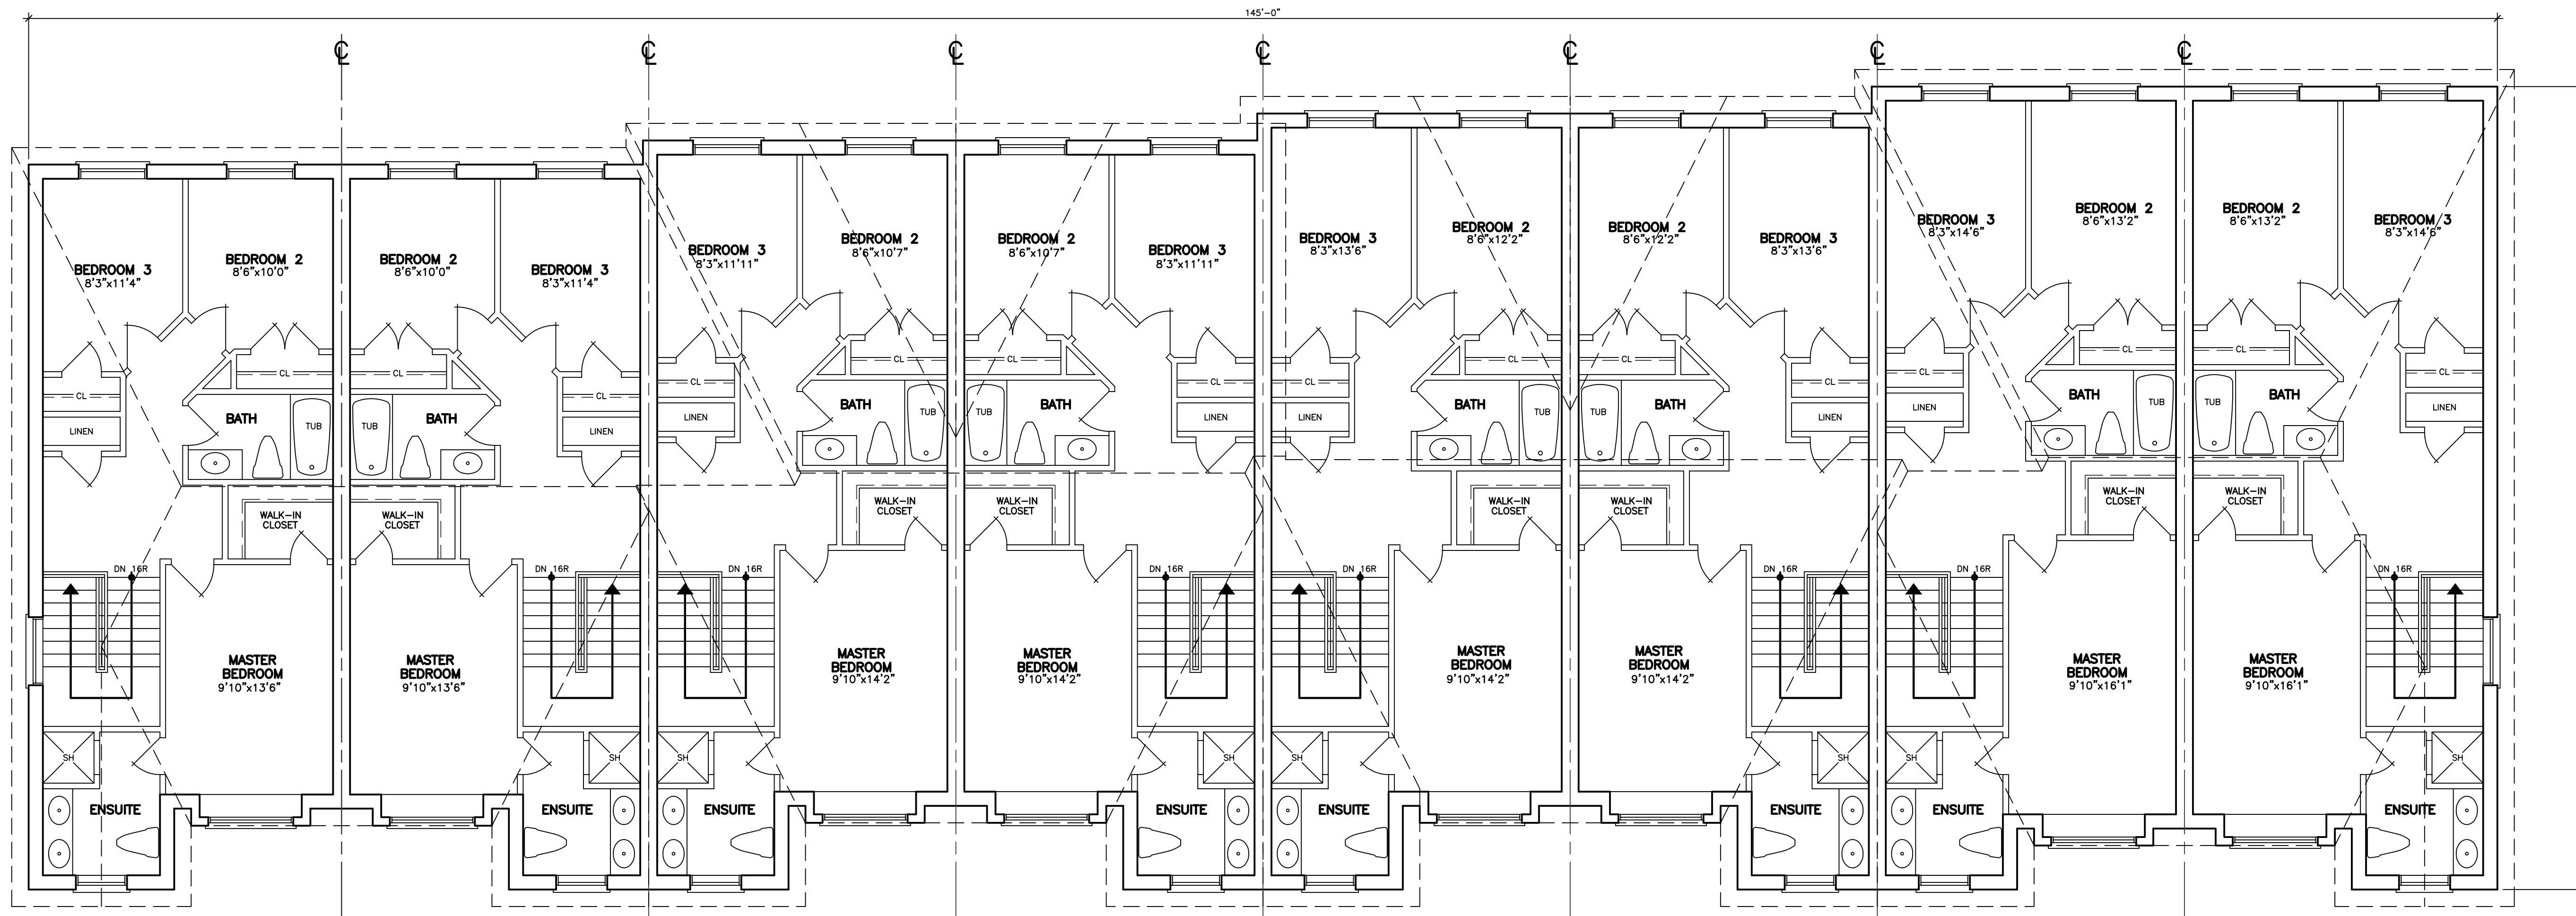 145'-0"
CL CL CL CL CL CL CL
BEDROOM 3
8'3"x11'4"
BEDROOM 2
8'6"x10'0"
CL
CL
LINEN
BATH
TUB
WALK-IN
CLOSET
DN 16R
MASTER
BEDROOM
9'10"x13'6"
SH
ENSUITE
BEDROOM 2
8'6"x10'0"
BEDROOM 3
8'3"x11'4"
CL
CL
TUB
BATH
LINEN
WALK-IN
CLOSET
DN 16R
MASTER
BEDROOM
9'10"x13'6"
SH
ENSUITE
BEDROOM 3
8'3"x11'11"
BEDROOM 2
8'6"x10'7"
CL
CL
LINEN
BATH
TUB
WALK-IN
CLOSET
DN 16R
MASTER
BEDROOM
9'10"x14'2"
SH
ENSUITE
BEDROOM 2
8'6"x10'7"
BEDROOM 3
8'3"x11'11"
CL
CL
TUB
BATH
LINEN
WALK-IN
CLOSET
DN 16R
MASTER
BEDROOM
9'10"x14'2"
SH
ENSUITE
BEDROOM 3
8'3"x13'6"
BEDROOM 2
8'6"x12'2"
CL
CL
LINEN
BATH
TUB
WALK-IN
CLOSET
DN 16R
MASTER
BEDROOM
9'10"x14'2"
SH
ENSUITE
BEDROOM 2
8'6"x12'2"
BEDROOM 3
8'3"x13'6"
CL
CL
TUB
BATH
LINEN
WALK-IN
CLOSET
DN 16R
MASTER
BEDROOM
9'10"x14'2"
SH
ENSUITE
BEDROOM 3
8'3"x14'6"
BEDROOM 2
8'6"x13'2"
CL
CL
LINEN
BATH
TUB
WALK-IN
CLOSET
DN 16R
MASTER
BEDROOM
9'10"x16'1"
SH
ENSUITE
BEDROOM 2
8'6"x13'2"
BEDROOM 3
8'3"x14'6"
CL
CL
TUB
BATH
LINEN
WALK-IN
CLOSET
DN 16R
MASTER
BEDROOM
9'10"x16'1"
SH
ENSUITE